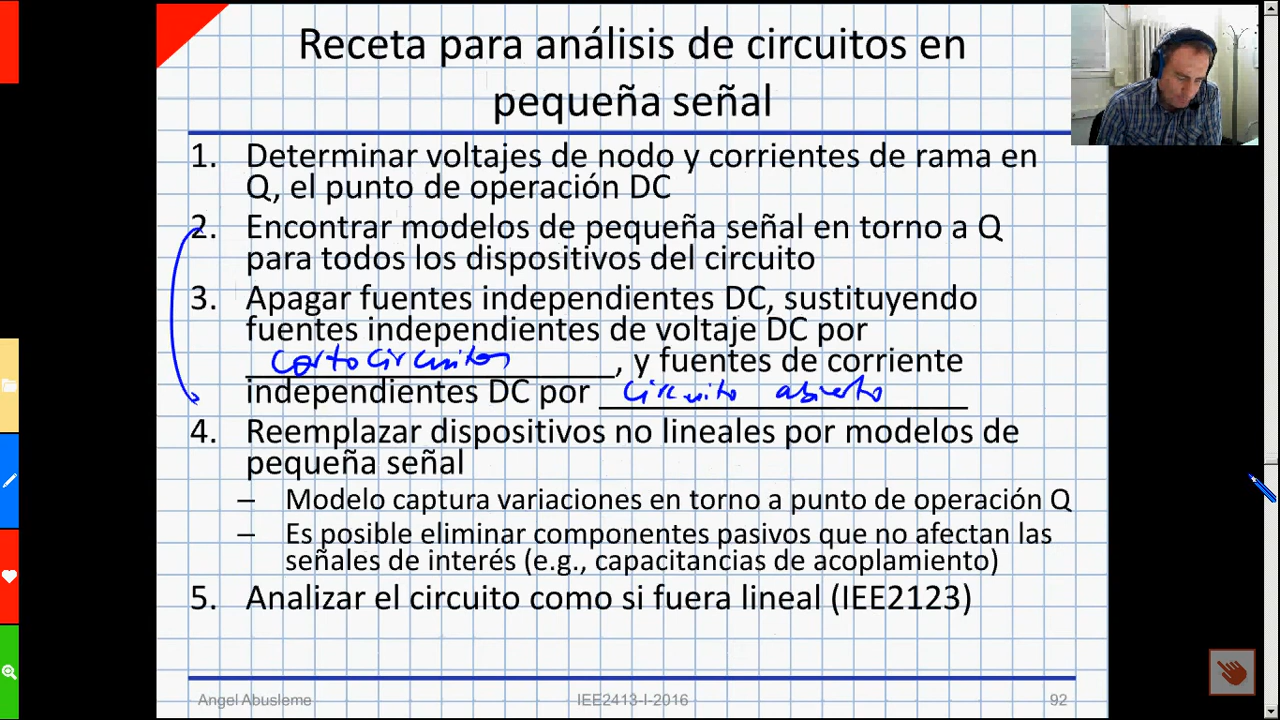 Receta para análisis de circuitos en
pequeña señal
1. Determinar voltajes de nodo y corrientes de rama en
Q, el punto de operación DC
2. Encontrar modelos de pequeña señal en torno a Q
para todos los dispositivos del circuito
3. Apagar fuentes independientes DC, sustituyendo
fuentes independientes de voltaje DC por
cortocircuitos, y fuentes de corriente
independientes DC por circuito abierto
4. Reemplazar dispositivos no lineales por modelos de
pequeña señal
– Modelo captura variaciones en torno a punto de operación Q
– Es posible eliminar componentes pasivos que no afectan las
señales de interés (e.g., capacitancias de acoplamiento)
5. Analizar el circuito como si fuera lineal (IEE2123)
Angel Abusleme IEE2413-I-2016 92